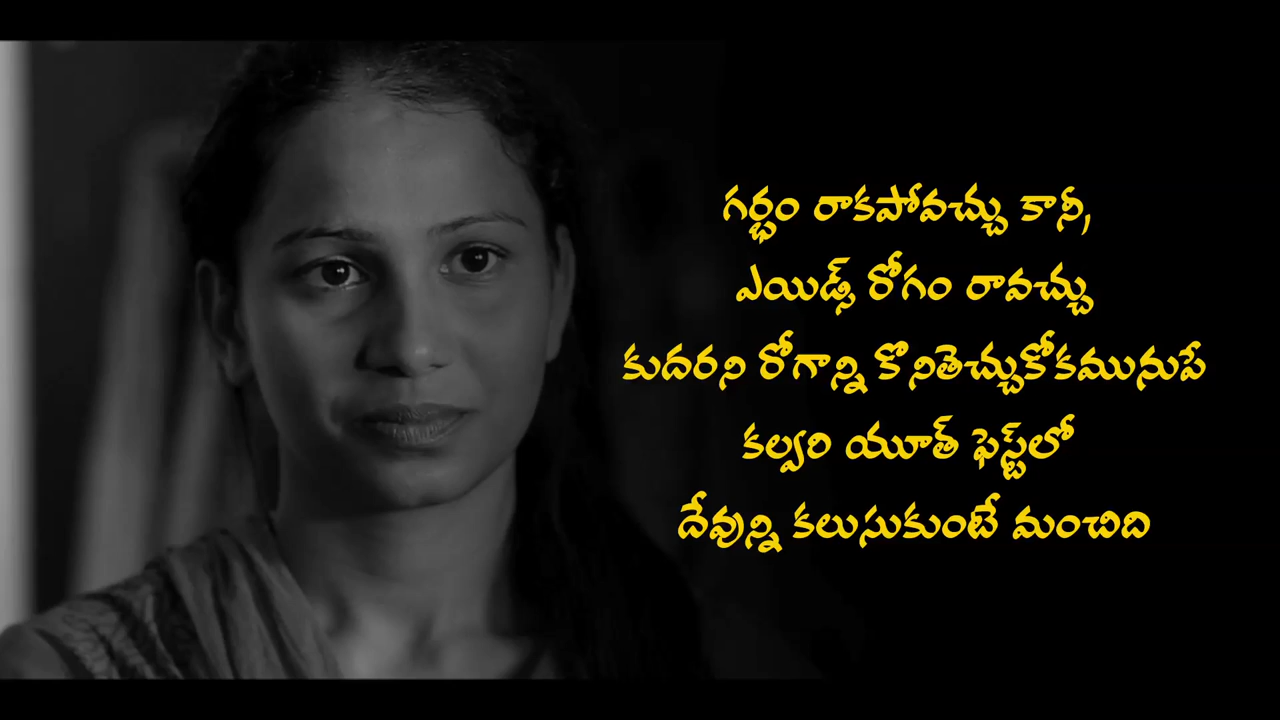 గర్భం రాకపోవచ్చు కానీ,
ఎయిడ్స్ రోగం రావచ్చు
కుదరని రోగాన్ని కొనితెచ్చుకోకమునుపే
కల్వరి యూత్ ఫెస్ట్‌లో
దేవున్ని కలుసుకుంటే మంచిది